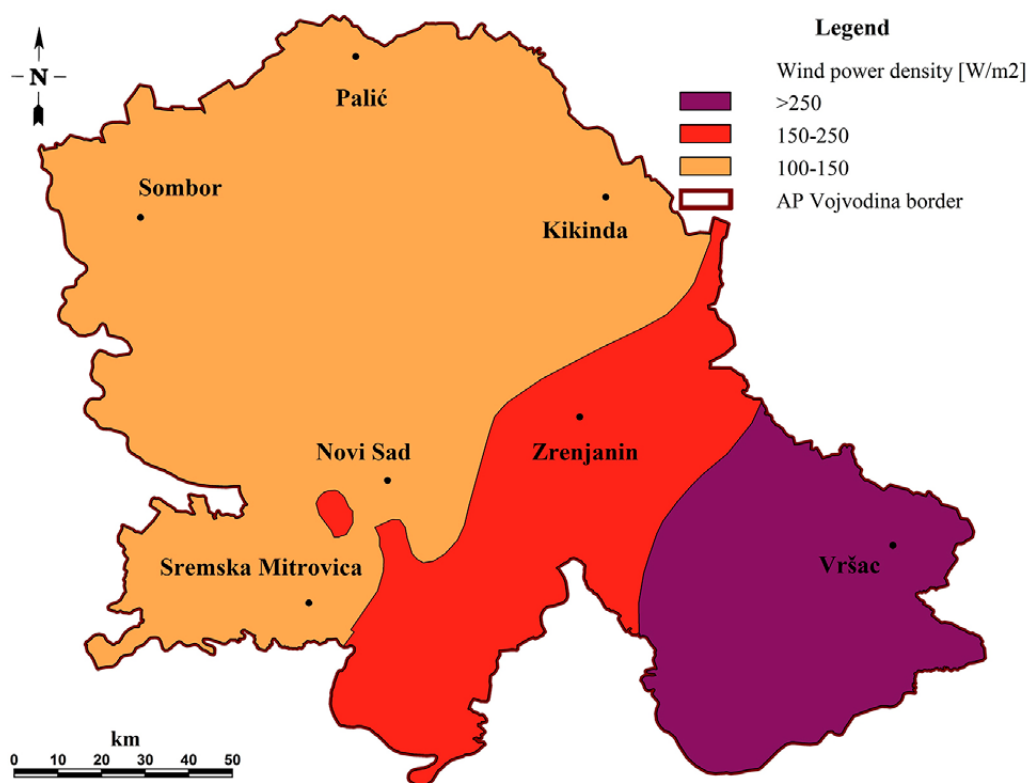 Legend
N
Wind power density [W/m2]
>250
150-250
100-150
AP Vojvodina border
Palić
Sombor
Kikinda
Novi Sad
Zrenjanin
Sremska Mitrovica
Vršac
km
0 10 20 30 40 50